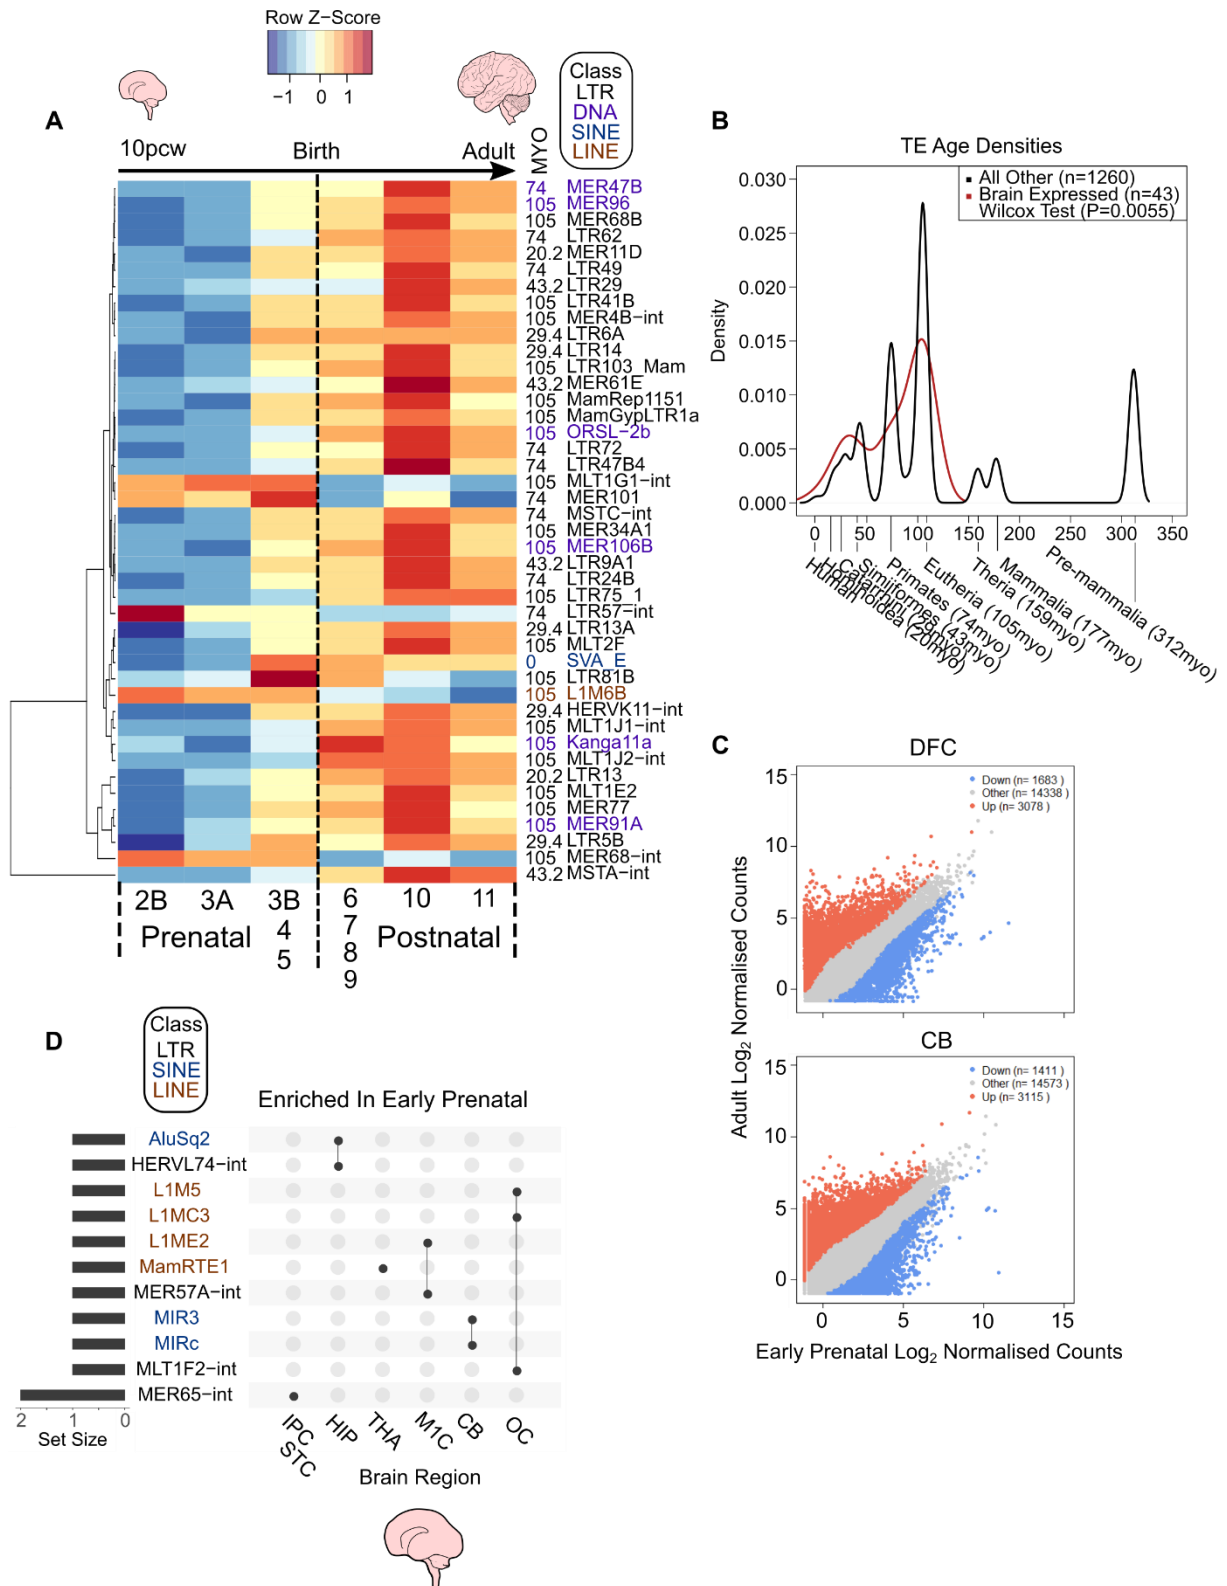 Row Z−Score
−1 0 1
Class
LTR
DNA
SINE
LINE
A
10pcw Birth Adult
MYO
74 MER47B
105 MER96
105 MER68B
74 LTR62
20.2 MER11D
74 LTR49
43.2 LTR29
105 LTR41B
105 MER4B−int
29.4 LTR6A
29.4 LTR14
105 LTR103_Mam
43.2 MER61E
105 MamRep1151
105 MamGypLTR1a
105 ORSL−2b
74 LTR72
74 LTR47B4
105 MLT1G1−int
74 MER101
74 MSTC−int
105 MER34A1
105 MER106B
43.2 LTR9A1
74 LTR24B
105 LTR75_1
74 LTR57−int
29.4 LTR13A
105 MLT2F
0 SVA_E
105 LTR81B
105 L1M6B
29.4 HERVK11−int
105 MLT1J1−int
105 Kanga11a
105 MLT1J2−int
20.2 LTR13
105 MLT1E2
105 MER77
105 MER91A
29.4 LTR5B
105 MER68−int
43.2 MSTA−int
2B 3A 3B 6 10 11
4 7
5 8
9
Prenatal Postnatal
B
TE Age Densities
All Other (n=1260)
Brain Expressed (n=43)
Wilcox Test (P=0.0055)
Density
0.030
0.025
0.020
0.015
0.010
0.005
0.000
0 50 100 150 200 250 300 350
Human
Hominoidea (20myo)
Catarrhini (29myo)
Simiiformes (43myo)
Primates (74myo)
Eutheria (105myo)
Theria (159myo)
Mammalia (177myo)
Pre−mammalia (312myo)
C
DFC
Down (n= 1683 )
Other (n= 14338 )
Up (n= 3078 )
15
10
5
0
CB
Down (n= 1411 )
Other (n= 14573 )
Up (n= 3115 )
15
10
5
0
0 5 10 15
Adult Log2 Normalised Counts
Early Prenatal Log2 Normalised Counts
D
Class
LTR
SINE
LINE
Enriched In Early Prenatal
AluSq2
HERVL74−int
L1M5
L1MC3
L1ME2
MamRTE1
MER57A−int
MIR3
MIRc
MLT1F2−int
MER65−int
2 1 0
Set Size
IPC
STC
HIP
THA
M1C
CB
OC
Brain Region